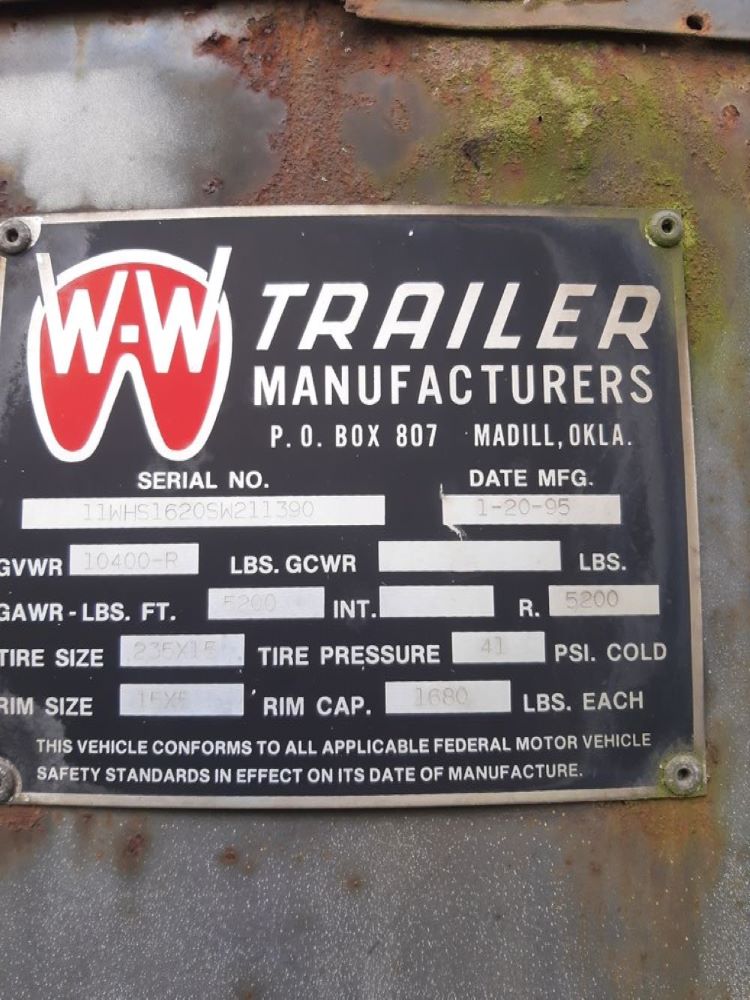 W-W TRAILER
MANUFACTURERS
P.O. BOX 807 MADILL, OKLA.
SERIAL NO. DATE MFG.
11WHS1620SW211390 1-20-95
GVWR 10400-R LBS. GCWR LBS.
GAWR - LBS. FT. 5200 INT. R. 5200
TIRE SIZE 235X15 TIRE PRESSURE 41 PSI. COLD
RIM SIZE 15X5 RIM CAP. 1680 LBS. EACH
THIS VEHICLE CONFORMS TO ALL APPLICABLE FEDERAL MOTOR VEHICLE
SAFETY STANDARDS IN EFFECT ON ITS DATE OF MANUFACTURE.